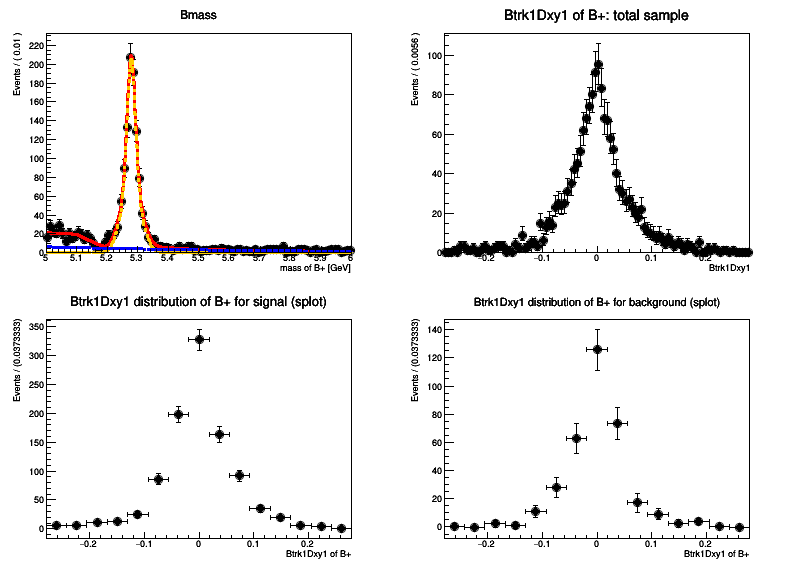 Bmass
Events / ( 0.01 )
220
200
180
160
140
120
100
80
60
40
20
0
5 5.1 5.2 5.3 5.4 5.5 5.6 5.7 5.8 5.9 6
mass of B+ [GeV]
Btrk1Dxy1 of B+: total sample
Events / ( 0.0056 )
100
80
60
40
20
0
−0.2 −0.1 0 0.1 0.2
Btrk1Dxy1
Btrk1Dxy1 distribution of B+ for signal (splot)
Events / (0.0373333)
350
300
250
200
150
100
50
0
−0.2 −0.1 0 0.1 0.2
Btrk1Dxy1 of B+
Btrk1Dxy1 distribution of B+ for background (splot)
Events / (0.0373333)
140
120
100
80
60
40
20
0
−0.2 −0.1 0 0.1 0.2
Btrk1Dxy1 of B+